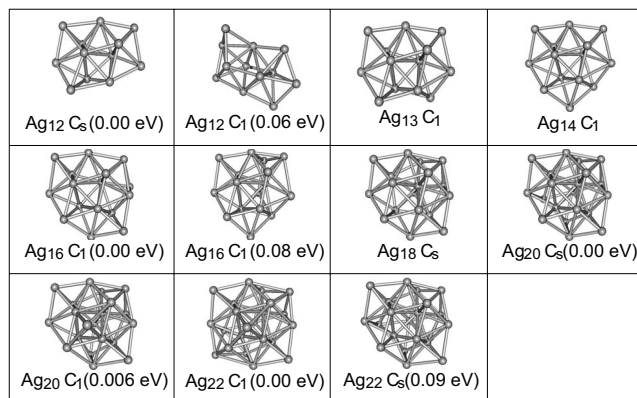 Ag12 Cs(0.00 eV)
Ag12 C1(0.06 eV)
Ag13 C1
Ag14 C1
Ag16 C1(0.00 eV)
Ag16 C1(0.08 eV)
Ag18 Cs
Ag20 Cs(0.00 eV)
Ag20 C1(0.006 eV)
Ag22 C1(0.00 eV)
Ag22 Cs(0.09 eV)